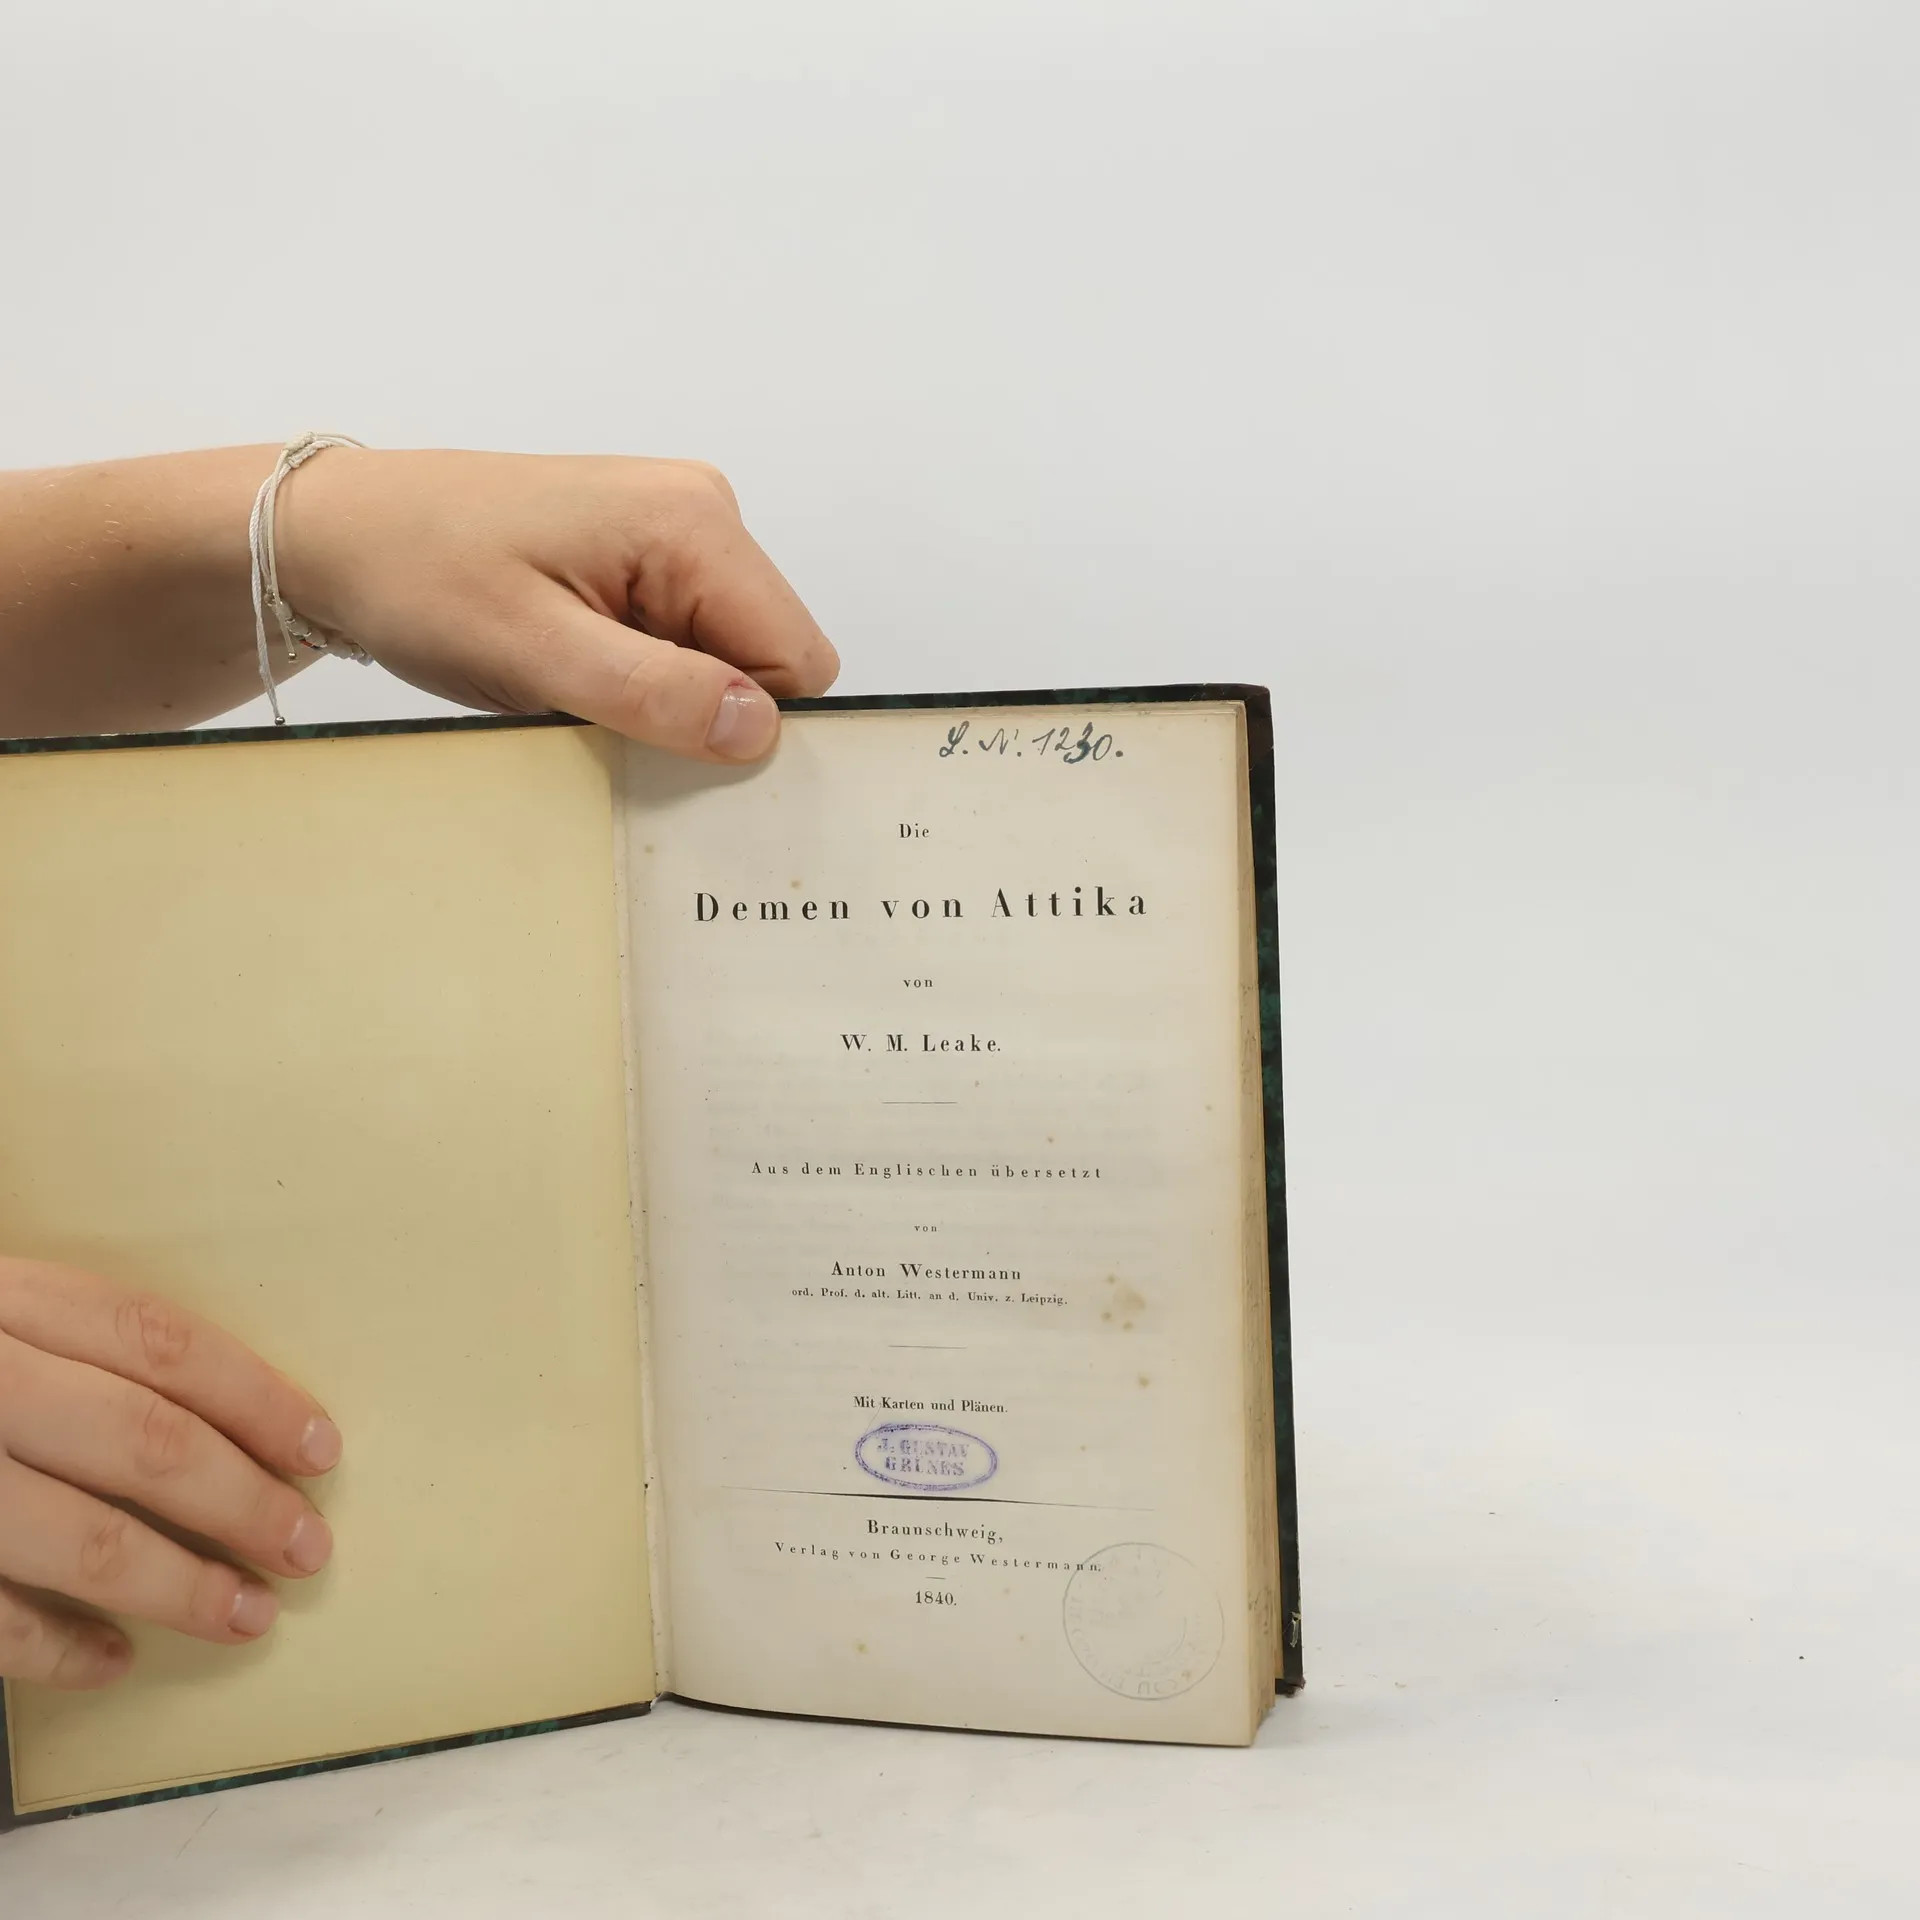 L. N. 1230.
Die
Demen von Attika
von
W. M. Leake.
Aus dem Englischen übersetzt
von
Anton Westermann
ord. Prof. d. alt. Litt. an d. Univ. z. Leipzig.
Mit Karten und Plänen.
J. GUSTAV
GRÜNES
Braunschweig,
Verlag von George Westermann.
1840.